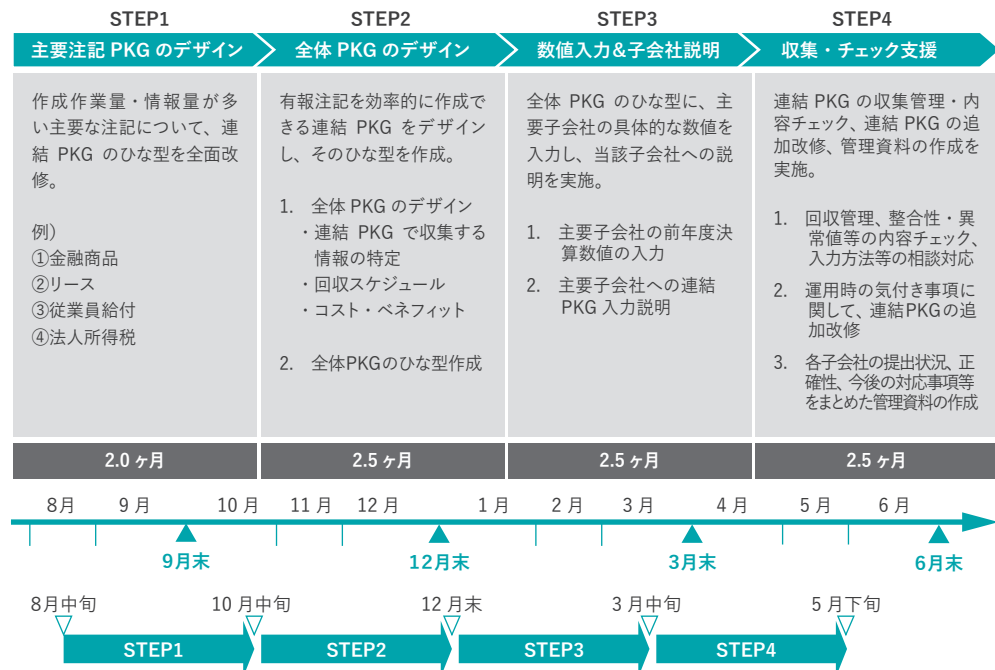 STEP1
STEP2
STEP3
STEP4
主要注記 PKG のデザイン
全体 PKG のデザイン
数値入力&子会社説明
収集・チェック支援
作成作業量・情報量が多
い主要な注記について、連
結 PKG のひな型を全面改
修。
例）
①金融商品
②リース
③従業員給付
④法人所得税
有報注記を効率的に作成で
きる連結 PKG をデザイン
し、そのひな型を作成。
1. 全体 PKG のデザイン
・連結 PKG で収集する
情報の特定
・回収スケジュール
・コスト・ベネフィット
2. 全体PKGのひな型作成
全体 PKG のひな型に、主
要子会社の具体的な数値を
入力し、当該子会社への説
明を実施。
1. 主要子会社の前年度決
算数値の入力
2. 主要子会社への連結
PKG 入力説明
連結 PKG の収集管理・内
容チェック、連結 PKG の追
加改修、管理資料の作成を
実施。
1. 回収管理、整合性・異
常値等の内容チェック、
入力方法等の相談対応
2. 運用時の気付き事項に
関して、連結PKGの追
加改修
3. 各子会社の提出状況、正
確性、今後の対応事項等
をまとめた管理資料の作成
2.0 ヶ月
2.5 ヶ月
2.5 ヶ月
2.5 ヶ月
8月 9 月 10 月 11 月 12 月 1 月 2 月 3 月 4 月 5 月 6 月
9月末 12月末 3月末 6月末
8月中旬 10 月中旬 12 月末 3 月中旬 5 月下旬
STEP1 STEP2 STEP3 STEP4